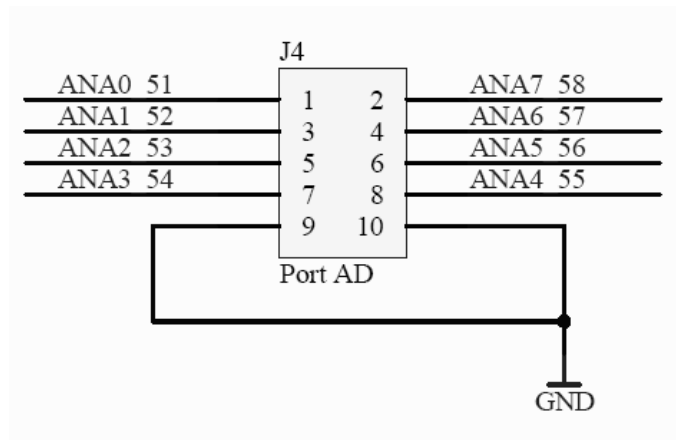 J4
ANA0 51 1 2 ANA7 58
ANA1 52 3 4 ANA6 57
ANA2 53 5 6 ANA5 56
ANA3 54 7 8 ANA4 55
9 10
Port AD
GND